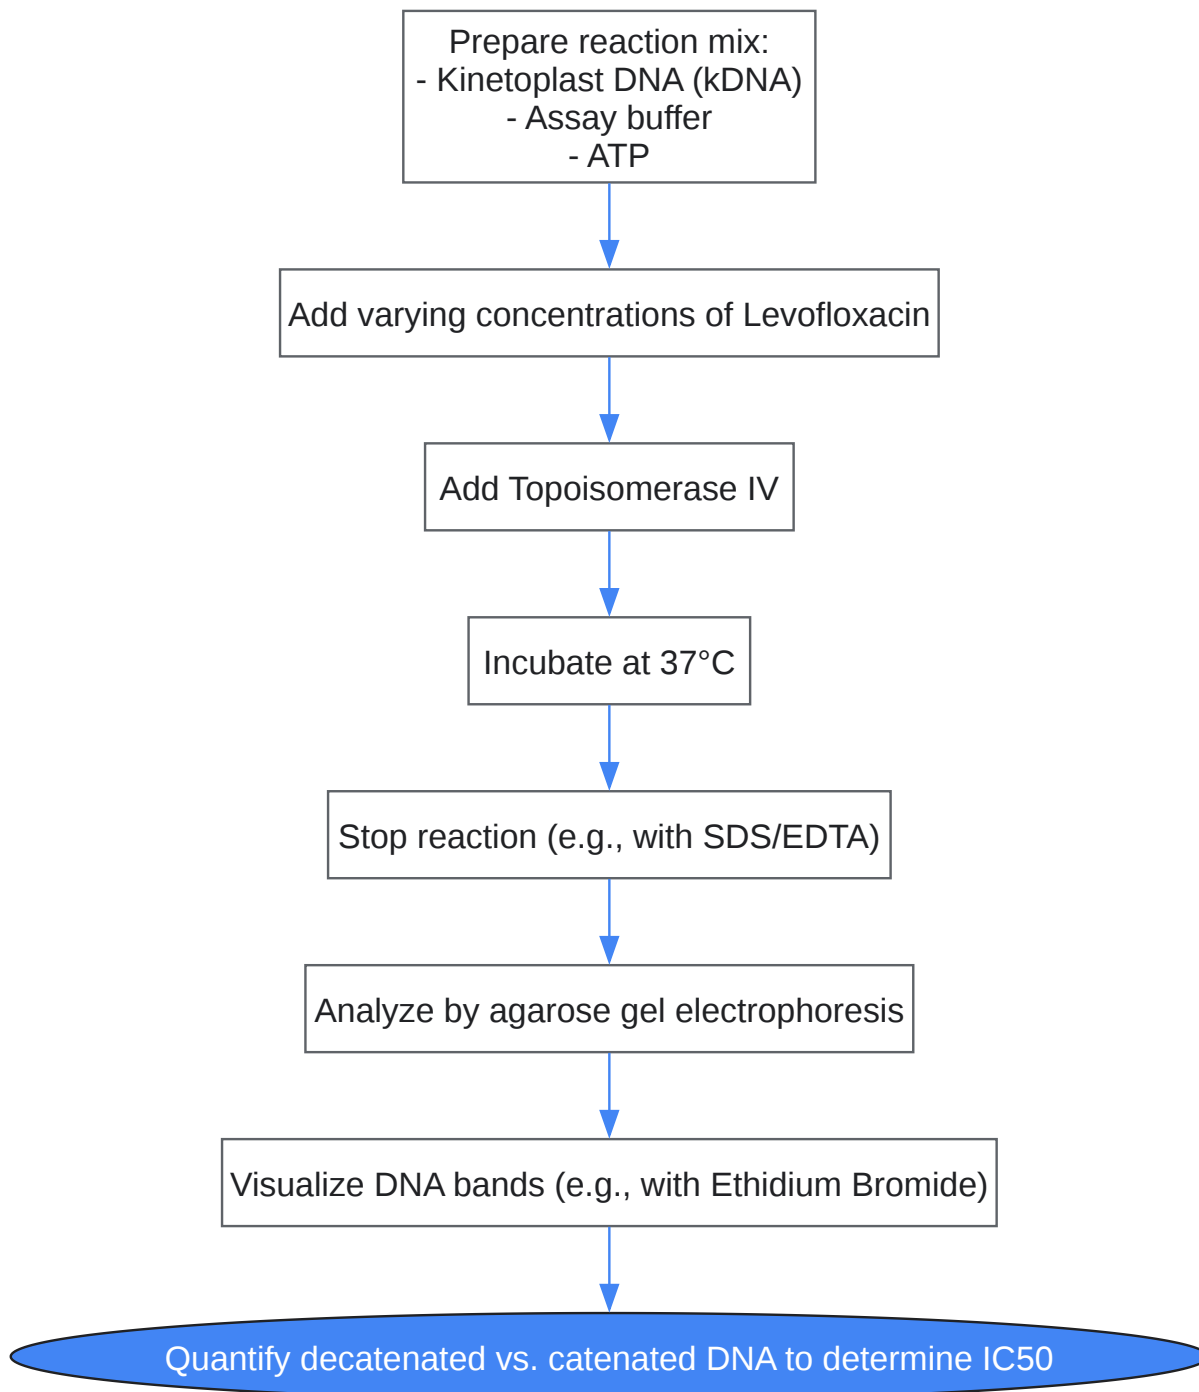 Prepare reaction mix:
- Kinetoplast DNA (kDNA)
- Assay buffer
- ATP
Add varying concentrations of Levofloxacin
Add Topoisomerase IV
Incubate at 37°C
Stop reaction (e.g., with SDS/EDTA)
Analyze by agarose gel electrophoresis
Visualize DNA bands (e.g., with Ethidium Bromide)
Quantify decatenated vs. catenated DNA to determine IC50